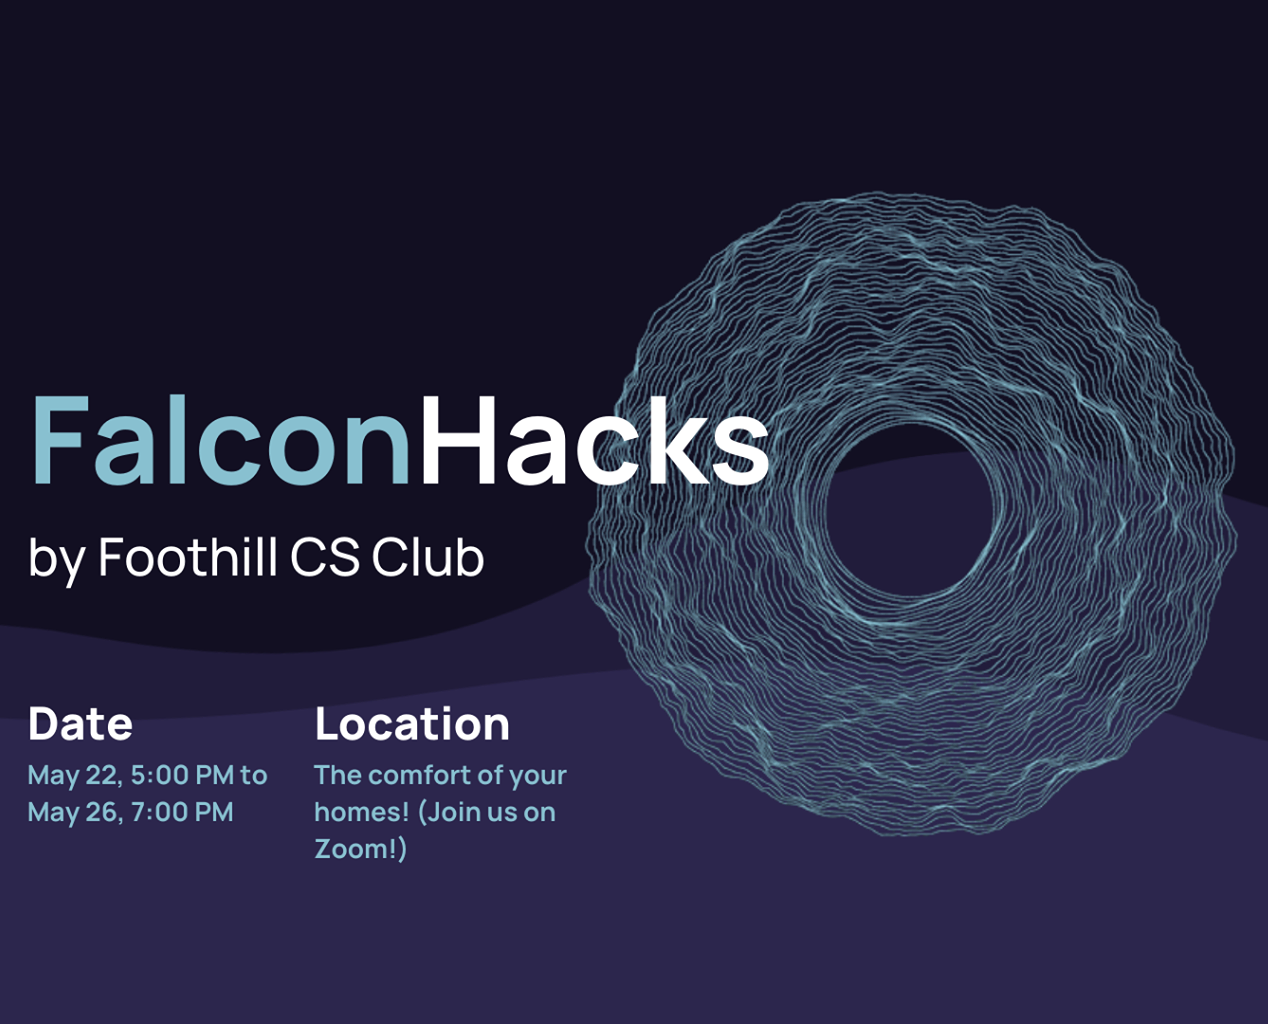 FalconHacks
by Foothill CS Club
Date
May 22, 5:00 PM to
May 26, 7:00 PM
Location
The comfort of your
homes! (Join us on
Zoom!)